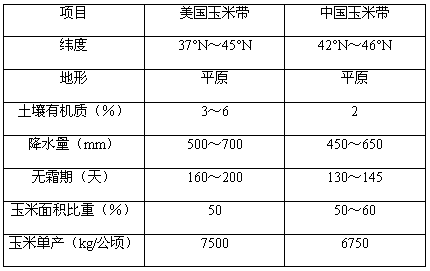 项目 美国玉米带 中国玉米带
纬度 37°N～45°N 42°N～46°N
地形 平原 平原
土壤有机质（%） 3～6 2
降水量（mm） 500～700 450～650
无霜期（天） 160～200 130～145
玉米面积比重（%） 50 50～60
玉米单产（kg/公顷） 7500 6750